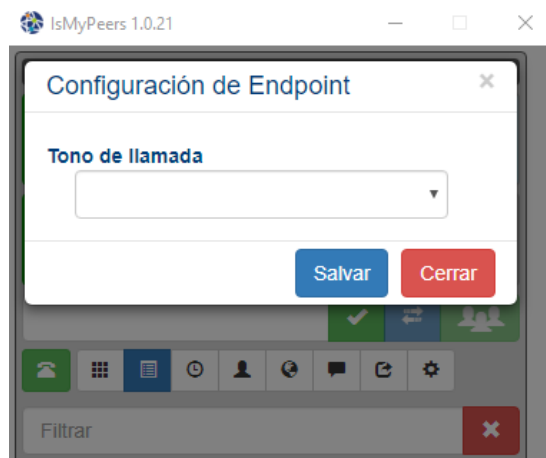 IsMyPeers 1.0.21
Configuración de Endpoint
Tono de llamada
Salvar Cerrar
Filtrar